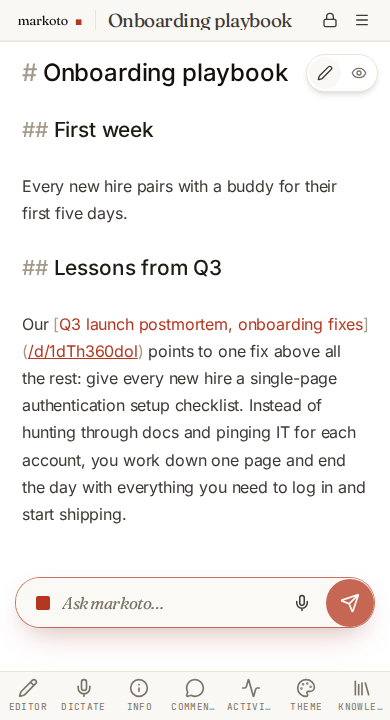 markoto
Onboarding playbook
# Onboarding playbook
## First week
Every new hire pairs with a buddy for their
first five days.
## Lessons from Q3
Our [Q3 launch postmortem, onboarding fixes]
(/d/1dTh360dol) points to one fix above all
the rest: give every new hire a single-page
authentication setup checklist. Instead of
hunting through docs and pinging IT for each
account, you work down one page and end
the day with everything you need to log in and
start shipping.
Ask markoto...
EDITOR DICTATE INFO COMMEN… ACTIVI… THEME KNOWLE…